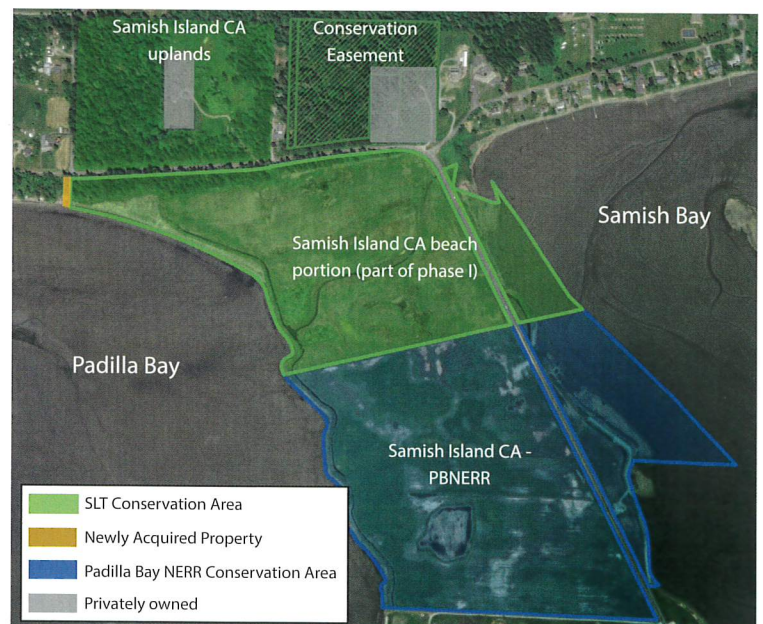 Samish Island CA
uplands
Conservation
Easement
Samish Bay
Samish Island CA beach
portion (part of phase I)
Padilla Bay
Samish Island CA -
PBNERR
SLT Conservation Area
Newly Acquired Property
Padilla Bay NERR Conservation Area
Privately owned